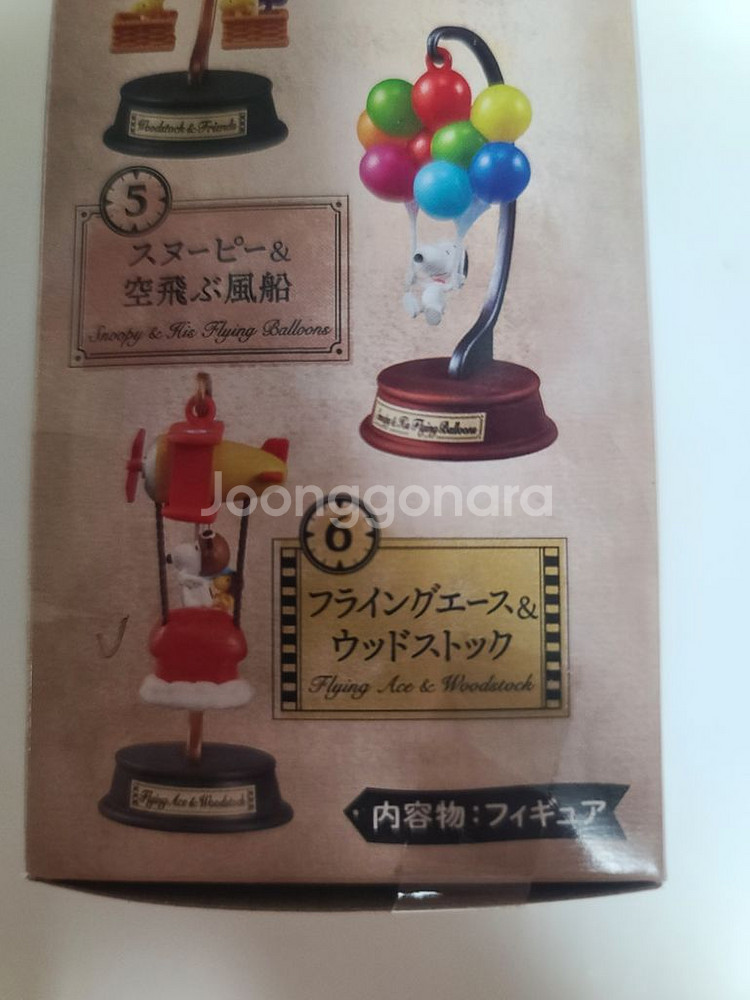 Woodstock & Friends
5
スヌーピー&
空飛ぶ風船
Snoopy & His Flying Balloons
Snoopy & His Flying Balloons
Joonggonara
6
フライングエース&
ウッドストック
Flying Ace & Woodstock
Flying Ace & Woodstock
内容物：フィギュア